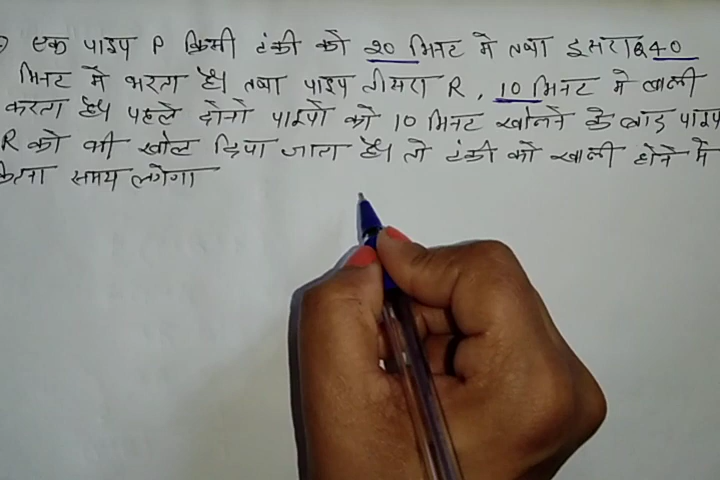 एक पाइप P किसी टंकी को 20 मिनट में तथा दूसरा Q 40
मिनट में भरता है। तथा पाइप तीसरा R, 10 मिनट में खाली
करता है। पहले दोनो पाइपो को 10 मिनट खोलने के बाद पाइप
R को भी खोल दिया जाता है। तो टंकी को खाली होने में
कितना समय लगेगा